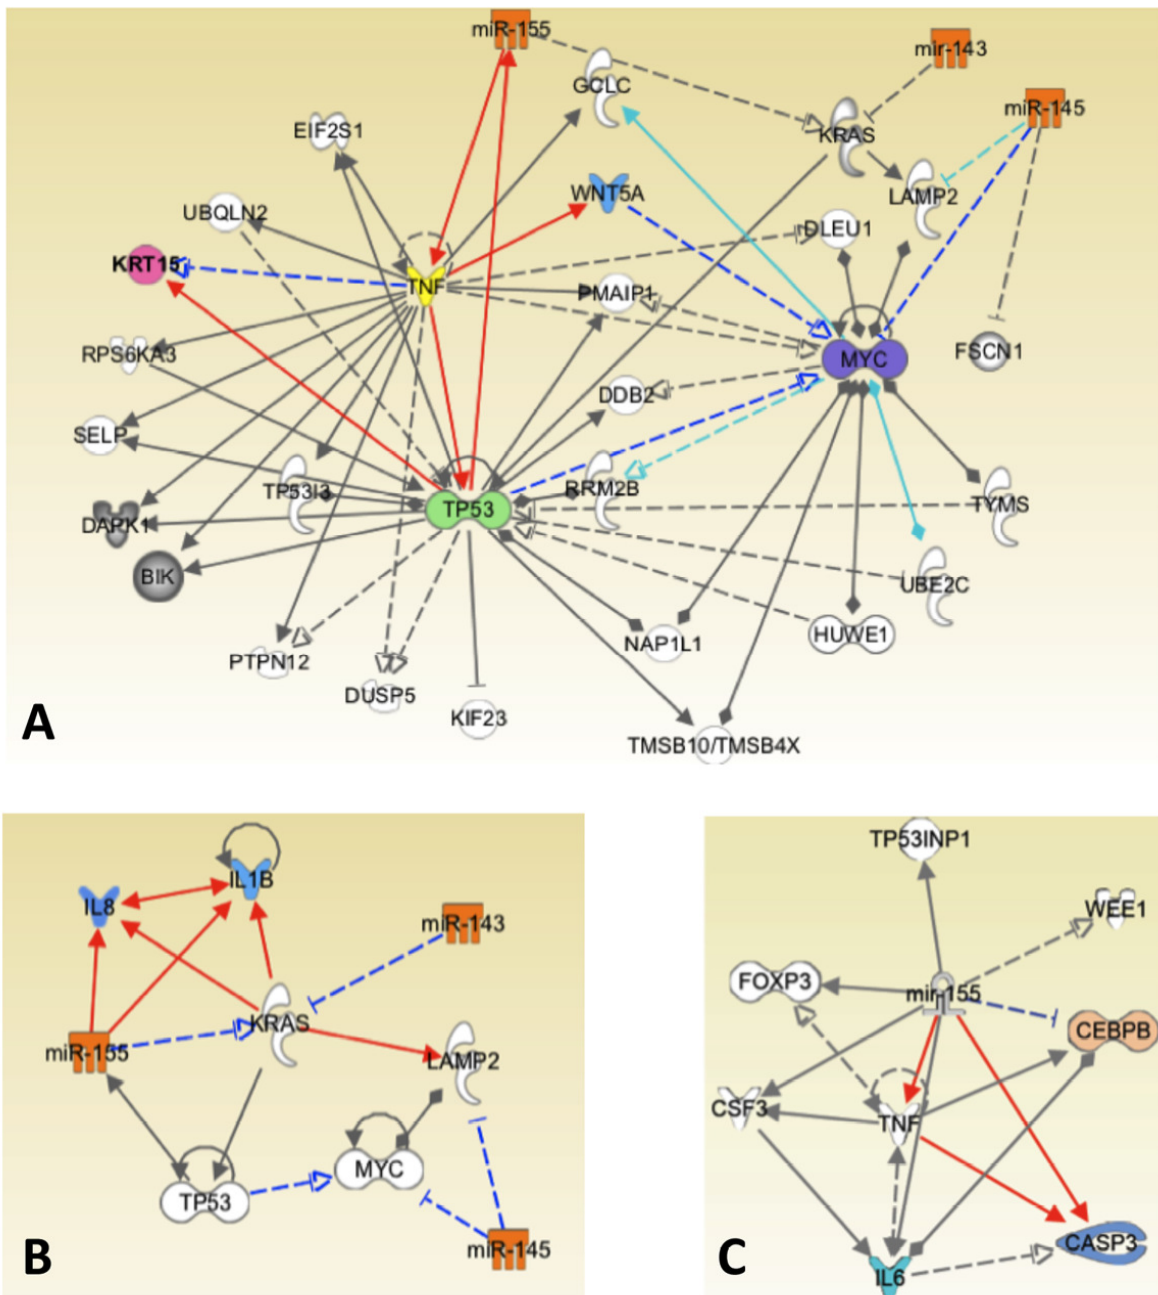 miR-155
mir-143
GCLC
miR-145
EIF2S1
KRAS
WNT5A
LAMP2
UBQLN2
DLEU1
KRT15
TNF
PMAIP1
RPS6KA3
MYC
FSCN1
DDB2
SELP
TP53I3
RRM2B
TYMS
TP53
DAPK1
BIK
UBE2C
HUWE1
NAP1L1
PTPN12
DUSP5
KIF23
A
TMSB10/TMSB4X
IL1B
IL8
miR-143
KRAS
miR-155
LAMP2
MYC
TP53
B
miR-145
TP53INP1
WEE1
FOXP3
mir-155
CEBPB
CSF3
TNF
CASP3
C
IL6